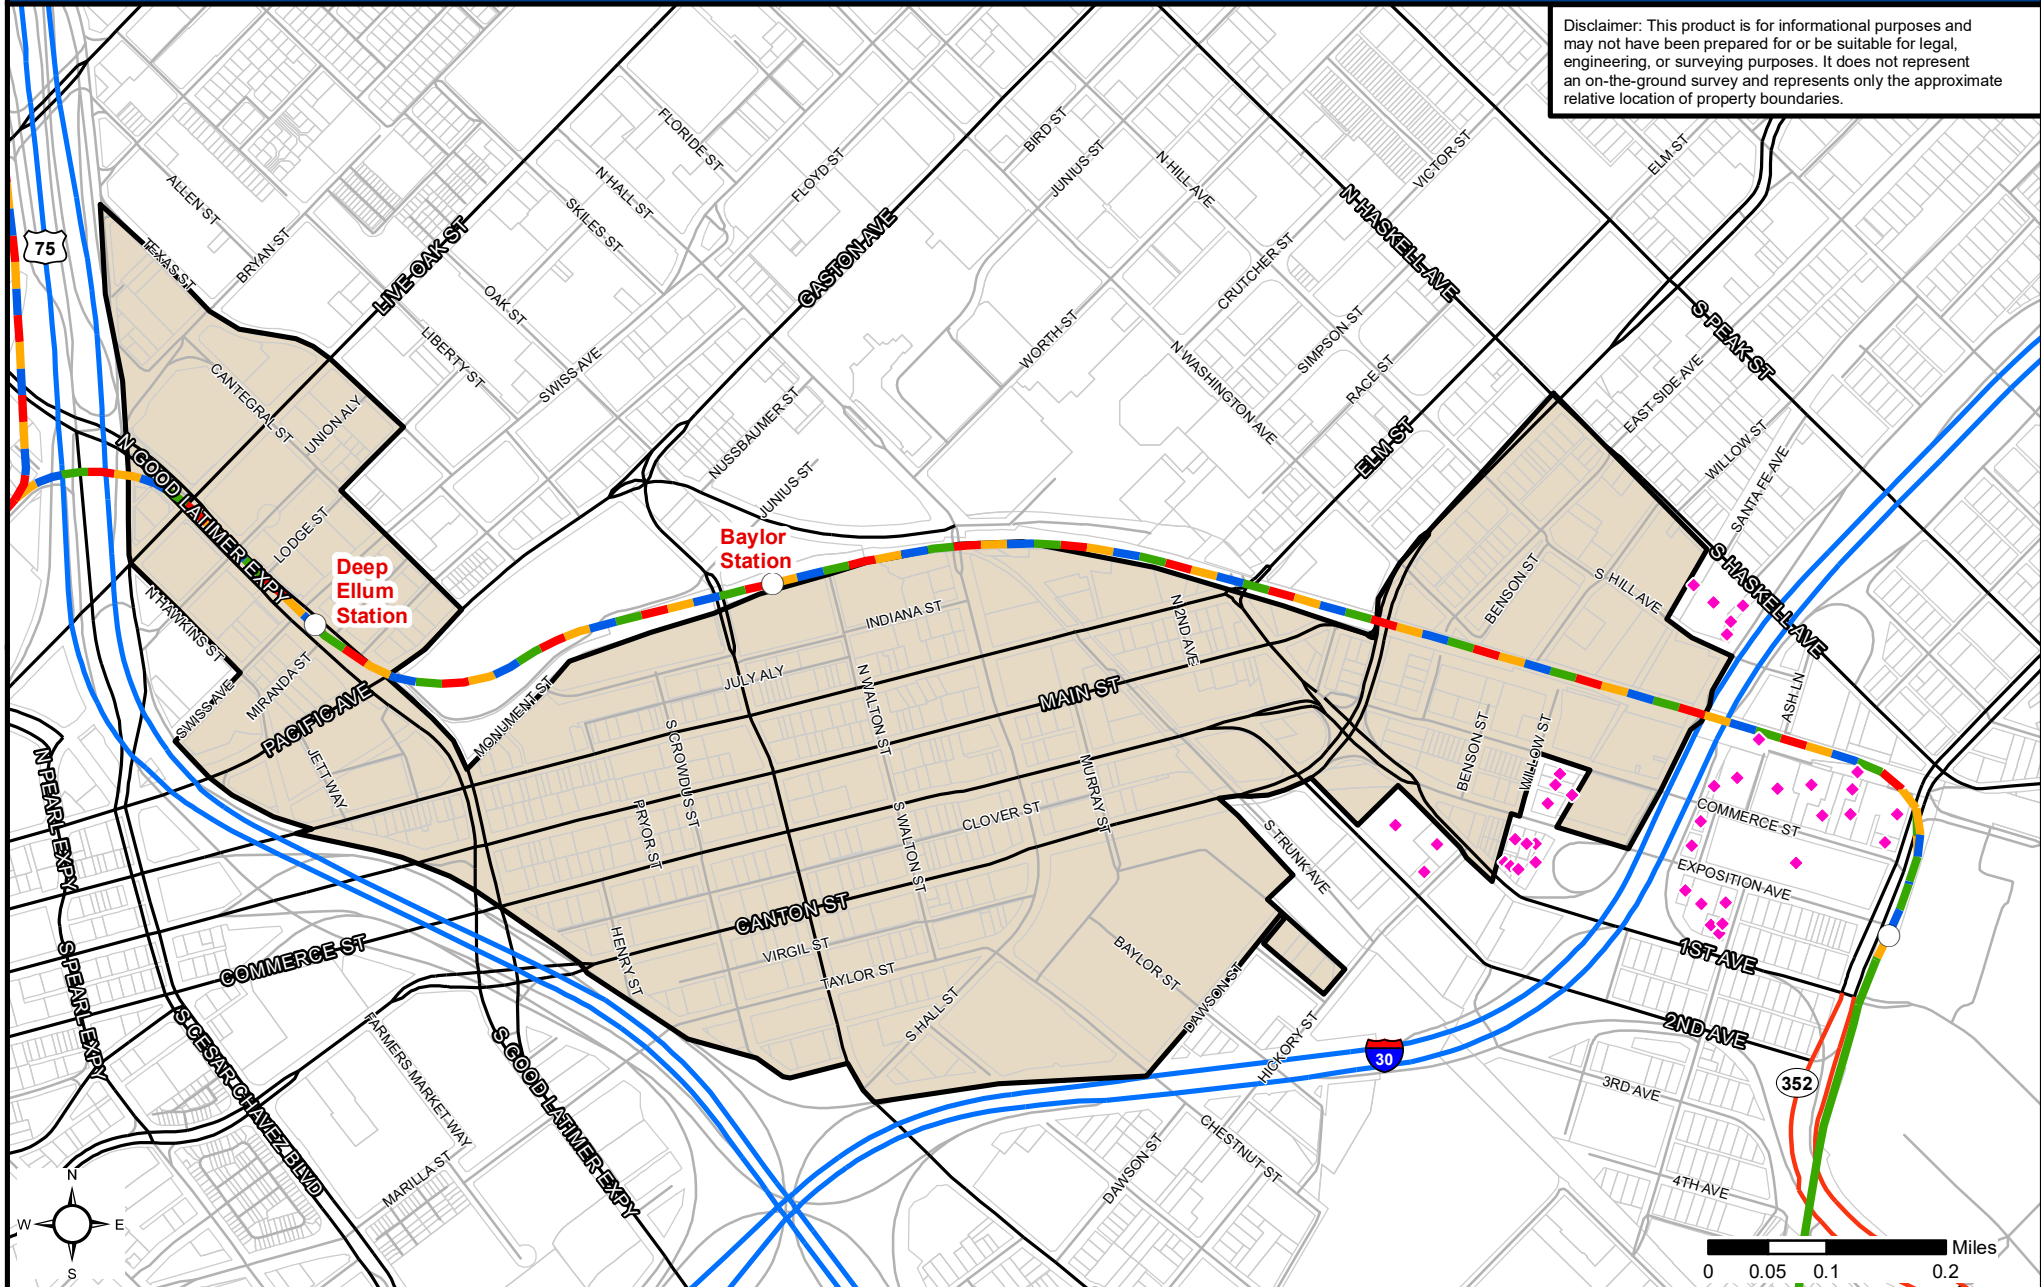 Disclaimer: This product is for informational purposes and
may not have been prepared for or be suitable for legal,
engineering, or surveying purposes. It does not represent
an on-the-ground survey and represents only the approximate
relative location of property boundaries.
75
ALLEN ST
TEXAS ST
BRYAN ST
LIVE OAK ST
FLORIDE ST
N HALL ST
SKILES ST
FLOYD ST
GASTON AVE
BIRD ST
JUNIUS ST
N HILL AVE
VICTOR ST
ELM ST
N HASKELL AVE
CRUTCHER ST
OAK ST
LIBERTY ST
SWISS AVE
WORTH ST
N WASHINGTON AVE
SIMPSON ST
RACE ST
S PEAK ST
EAST SIDE AVE
CANTEGRAL ST
UNION ALY
NUSSBAUMER ST
JUNIUS ST
ELM ST
WILLOW ST
SANTA FE AVE
N GOOD LATIMER EXPY
LODGE ST
Deep
Ellum
Station
Baylor
Station
N HAWKINS ST
MIRANDA ST
SWISS AVE
PACIFIC AVE
JETT WAY
MONUMENT ST
INDIANA ST
JULY ALY
N WALTON ST
N 2ND AVE
MAIN ST
BENSON ST
S HILL AVE
S HASKELL AVE
ASH LN
BENSON ST
WILLOW ST
S CROWDUS ST
PRYOR ST
MURRAY ST
CLOVER ST
S WALTON ST
S TRUNK AVE
COMMERCE ST
EXPOSITION AVE
N PEARL EXPY
S PEARL EXPY
COMMERCE ST
CANTON ST
HENRY ST
VIRGIL ST
TAYLOR ST
S HALL ST
BAYLOR ST
DAWSON ST
HICKORY ST
1ST AVE
2ND AVE
30
352
3RD AVE
4TH AVE
S CESAR CHAVEZ BLVD
FARMERS MARKET WAY
MARILLA ST
S GOOD LATIMER EXPY
DAWSON ST
CHESTNUT ST
N
W
E
S
Miles
0
0.05
0.1
0.2